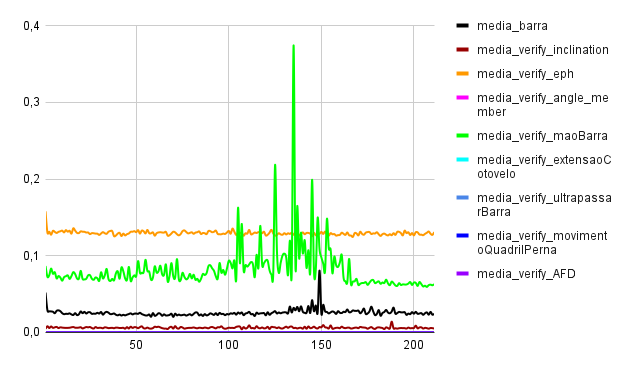 0,4
0,3
0,2
0,1
0,0
50
100
150
200
media_barra
media_verify_inclination
media_verify_eph
media_verify_angle_me
mber
media_verify_maoBarra
media_verify_extensaoC
otovelo
media_verify_ultrapassa
rBarra
media_verify_moviment
oQuadrilPerna
media_verify_AFD